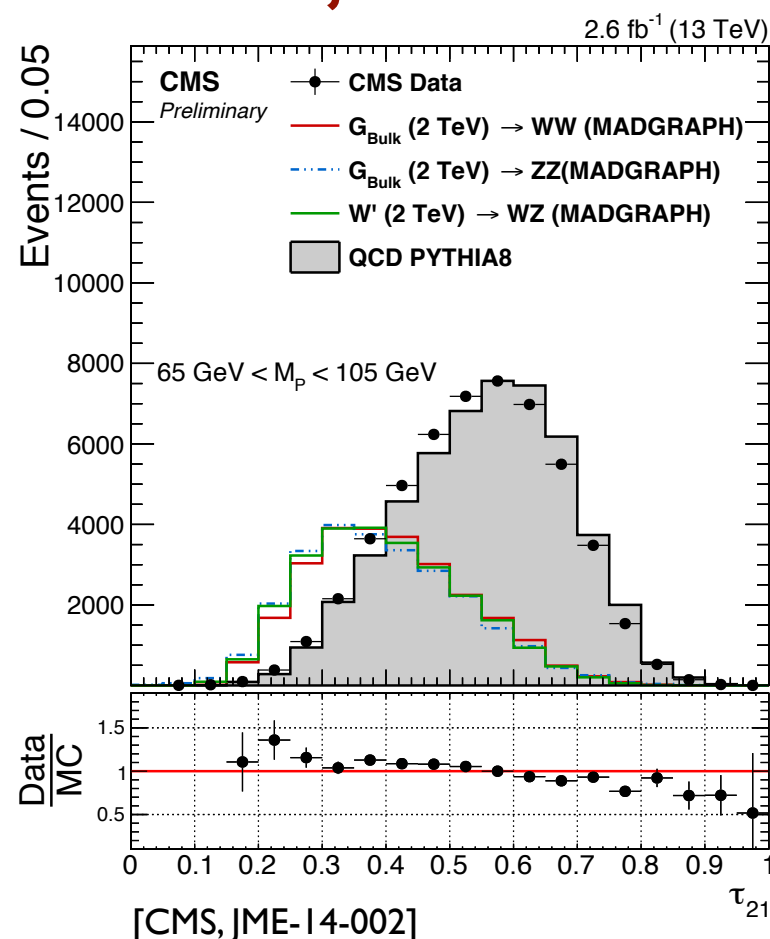 2.6 fb⁻¹ (13 TeV)
Events / 0.05
CMS
Preliminary
CMS Data
G_Bulk (2 TeV) → WW (MADGRAPH)
G_Bulk (2 TeV) → ZZ(MADGRAPH)
W' (2 TeV) → WZ (MADGRAPH)
QCD PYTHIA8
65 GeV < M_P < 105 GeV
14000
12000
10000
8000
6000
4000
2000
Data
MC
1.5
1
0.5
0 0.1 0.2 0.3 0.4 0.5 0.6 0.7 0.8 0.9 1
τ₂₁
[CMS, JME-14-002]